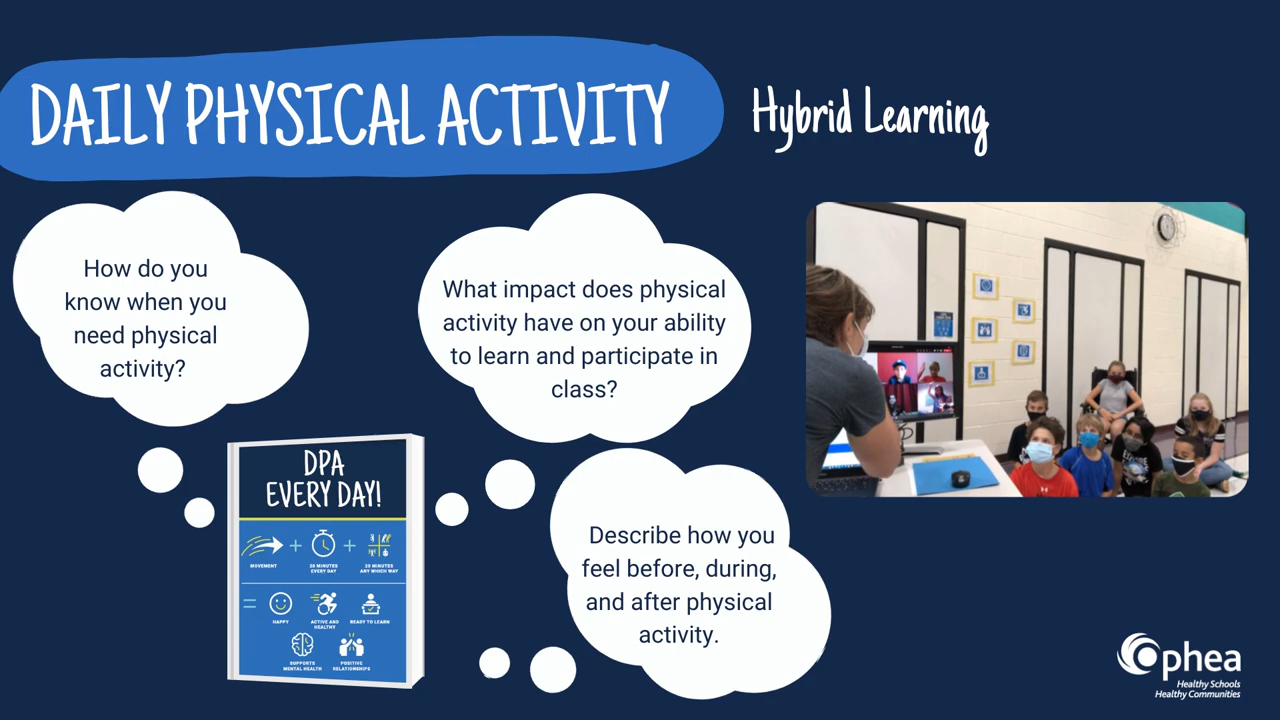 DAILY PHYSICAL ACTIVITY
Hybrid Learning
How do you
know when you
need physical
activity?
What impact does physical
activity have on your ability
to learn and participate in
class?
DPA
EVERY DAY!
MOVEMENT
20 MINUTES
EVERY DAY
20 MINUTES
ANY WHICH WAY
HAPPY
ACTIVE AND
HEALTHY
READY TO LEARN
SUPPORTS
MENTAL HEALTH
POSITIVE
RELATIONSHIPS
Describe how you
feel before, during,
and after physical
activity.
Ophea
Healthy Schools
Healthy Communities